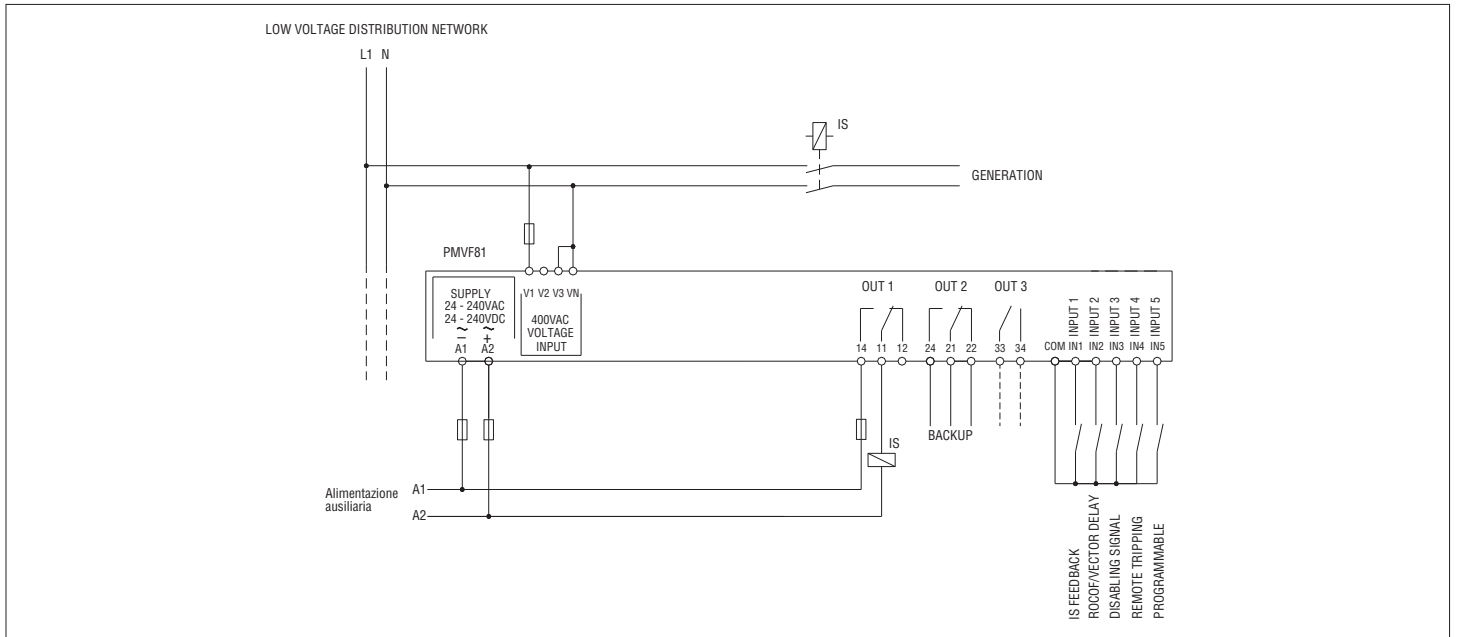 LOW VOLTAGE DISTRIBUTION NETWORK
L1 N
IS
GENERATION
PMVF81
SUPPLY
24 - 240VAC
24 - 240VDC
~ ~
– +
A1 A2
V1 V2 V3 VN
400VAC
VOLTAGE
INPUT
OUT 1
14 11 12
OUT 2
24 21 22
OUT 3
33 34
INPUT 1
INPUT 2
INPUT 3
INPUT 4
INPUT 5
COM IN1 IN2 IN3 IN4 IN5
BACKUP
IS
Alimentazione
ausiliaria
A1
A2
IS FEEDBACK
ROCOF/VECTOR DELAY
DISABLING SIGNAL
REMOTE TRIPPING
PROGRAMMABLE